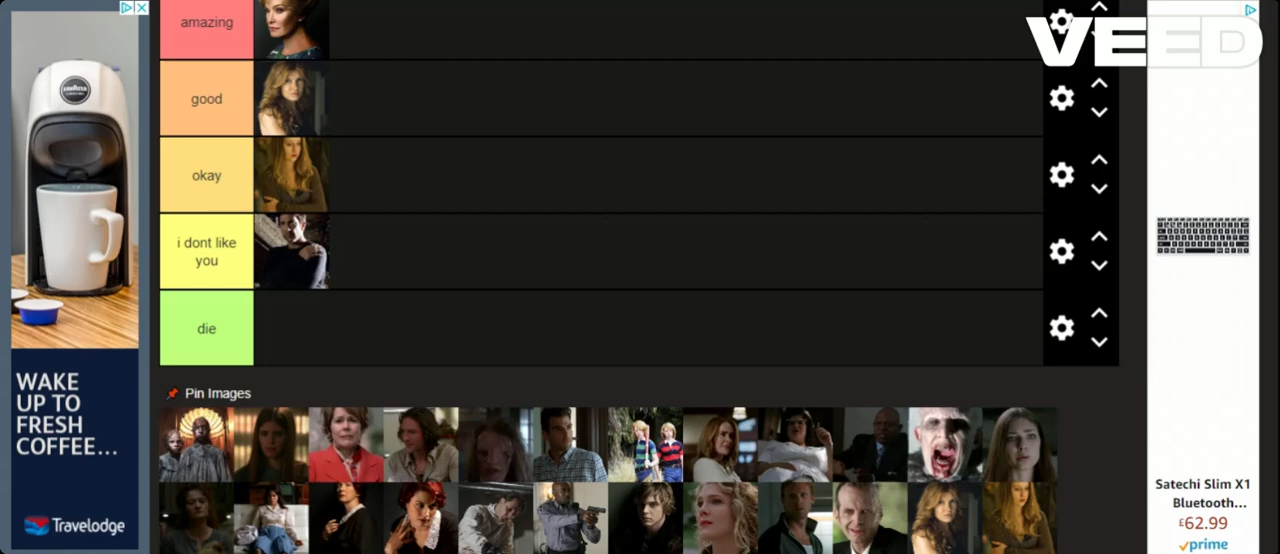 amazing
VEED
good
okay
i dont like
you
die
Pin Images
LAVAZZA
WAKE
UP TO
FRESH
COFFEE...
Travelodge
Satechi Slim X1
Bluetooth...
£62.99
prime